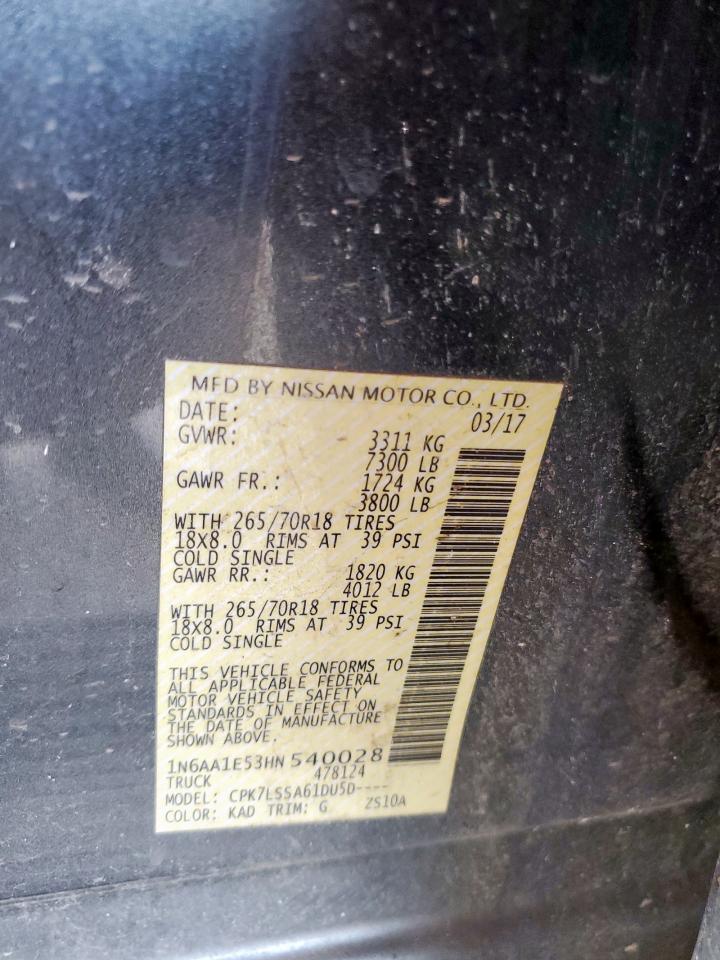 MFD BY NISSAN MOTOR CO., LTD.
DATE: 03/17
GVWR: 3311 KG
7300 LB
GAWR FR.: 1724 KG
3800 LB
WITH 265/70R18 TIRES
18X8.0 RIMS AT 39 PSI
COLD SINGLE
GAWR RR.: 1820 KG
4012 LB
WITH 265/70R18 TIRES
18X8.0 RIMS AT 39 PSI
COLD SINGLE
THIS VEHICLE CONFORMS TO
ALL APPLICABLE FEDERAL
MOTOR VEHICLE SAFETY
STANDARDS IN EFFECT ON
THE DATE OF MANUFACTURE
SHOWN ABOVE.
1N6AA1E53HN540028
TRUCK 478124
MODEL: CPK7LSSA61DU5D----
COLOR: KAD TRIM: G ZS10A